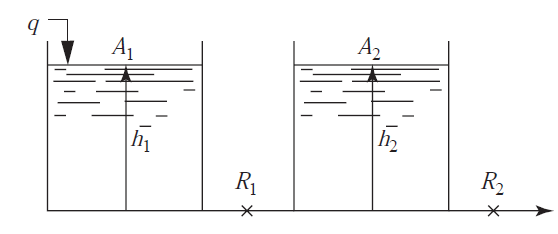 q
A₁
A₂
h₁
h₂
R₁
R₂